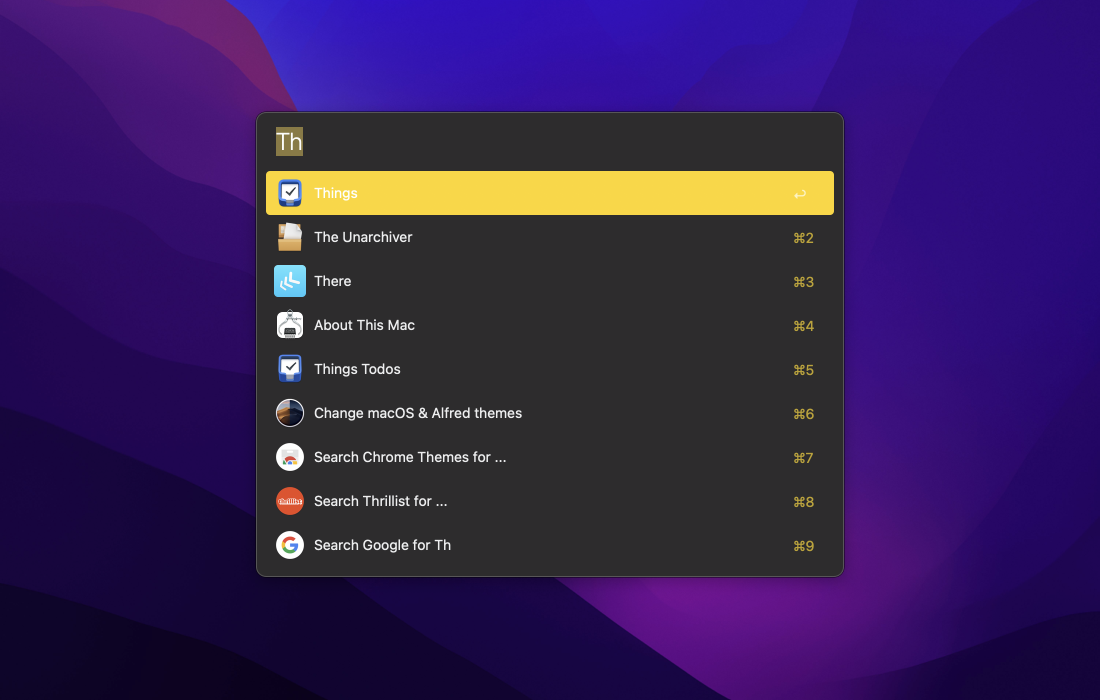 Th
Things ↩
The Unarchiver ⌘2
There ⌘3
About This Mac ⌘4
Things Todos ⌘5
Change macOS & Alfred themes ⌘6
Search Chrome Themes for ... ⌘7
Search Thrillist for ... ⌘8
Search Google for Th ⌘9